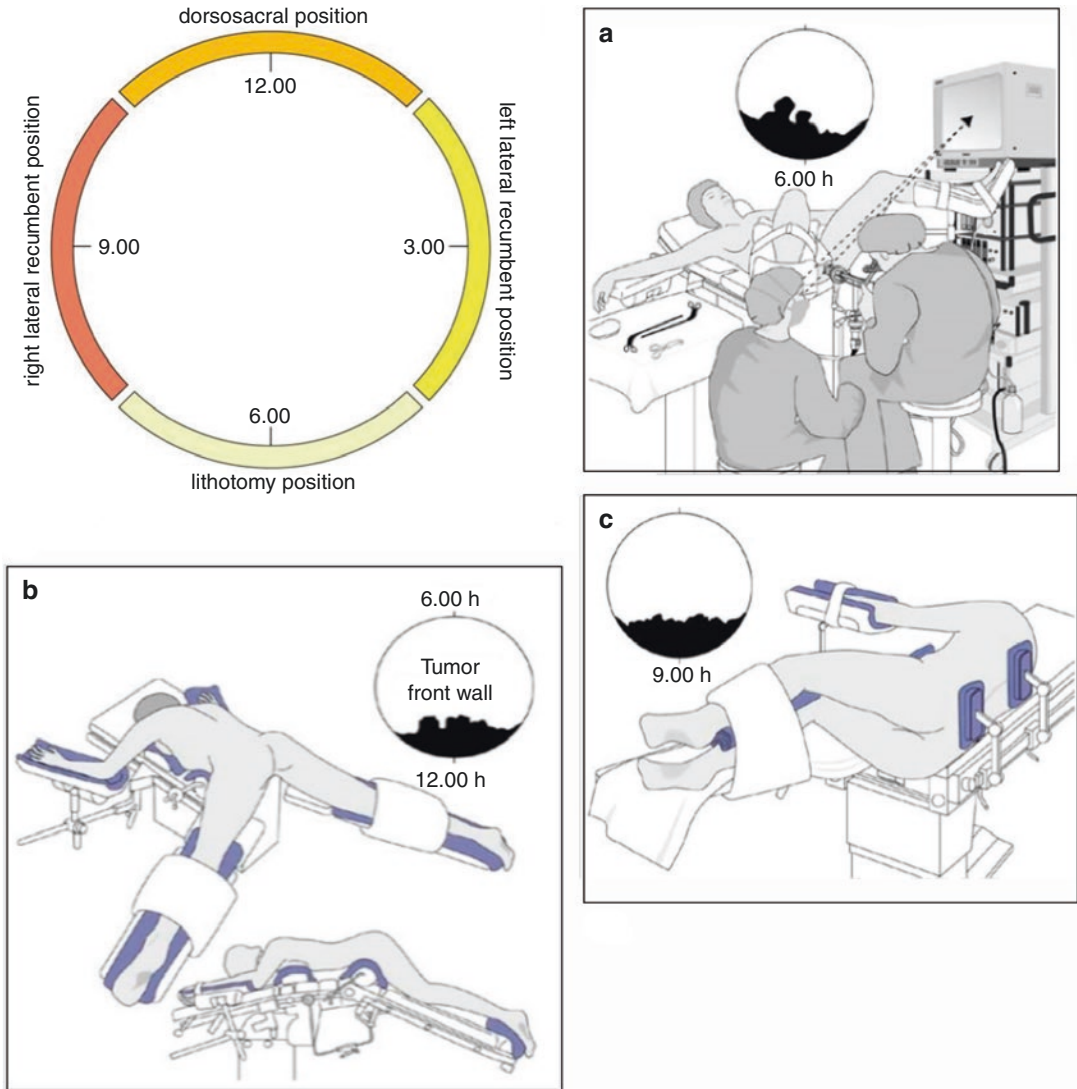 dorsosacral position
12.00
right lateral recumbent position
9.00
3.00
left lateral recumbent position
6.00
lithotomy position
a
6.00 h
b
6.00 h
Tumor
front wall
12.00 h
c
9.00 h